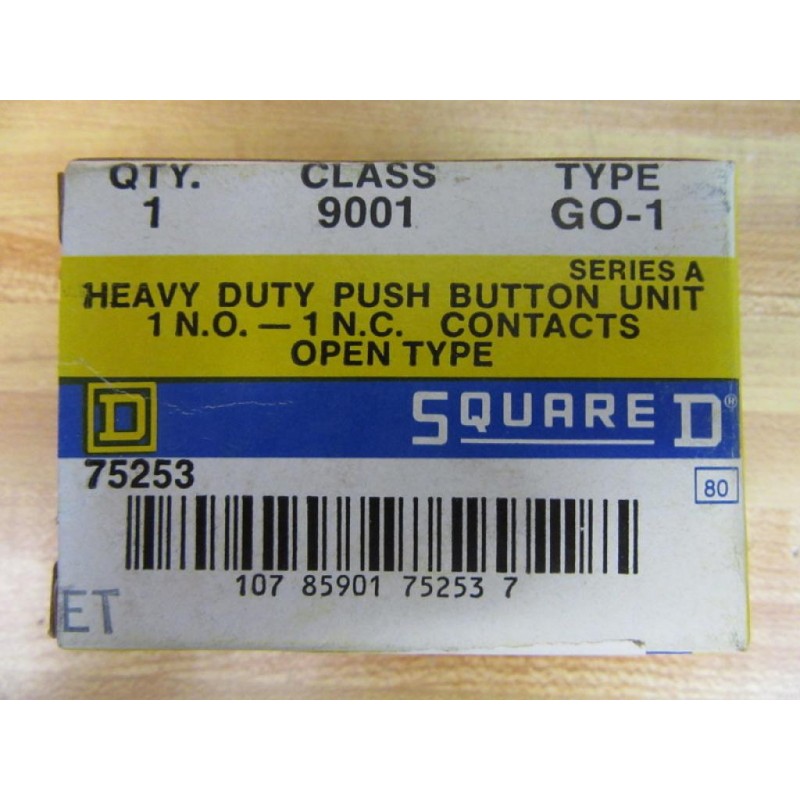 QTY. CLASS TYPE
1 9001 GO-1
SERIES A
HEAVY DUTY PUSH BUTTON UNIT
1 N.O. — 1 N.C. CONTACTS
OPEN TYPE
D SQUARE D®
75253
80
107 85901 75253 7
ET